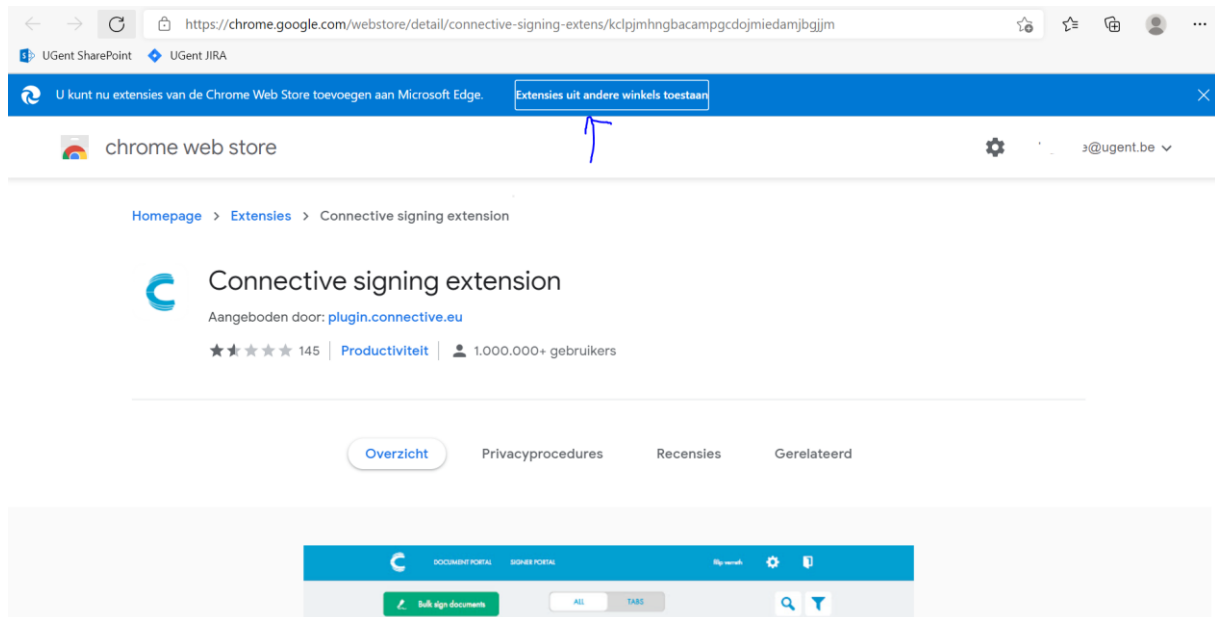 https://chrome.google.com/webstore/detail/connective-signing-extens/kclpjmhngbacampgcdojmiedamjbgjjm
UGent SharePoint UGent JIRA
U kunt nu extensies van de Chrome Web Store toevoegen aan Microsoft Edge. Extensies uit andere winkels toestaan
chrome web store @ugent.be
Homepage > Extensies > Connective signing extension
Connective signing extension
Aangeboden door: plugin.connective.eu
145 Productiviteit 1.000.000+ gebruikers
Overzicht Privacyprocedures Recensies Gerelateerd
DOCUMENT PORTAL SIGNER PORTAL
Bulk sign documents ALL TABS